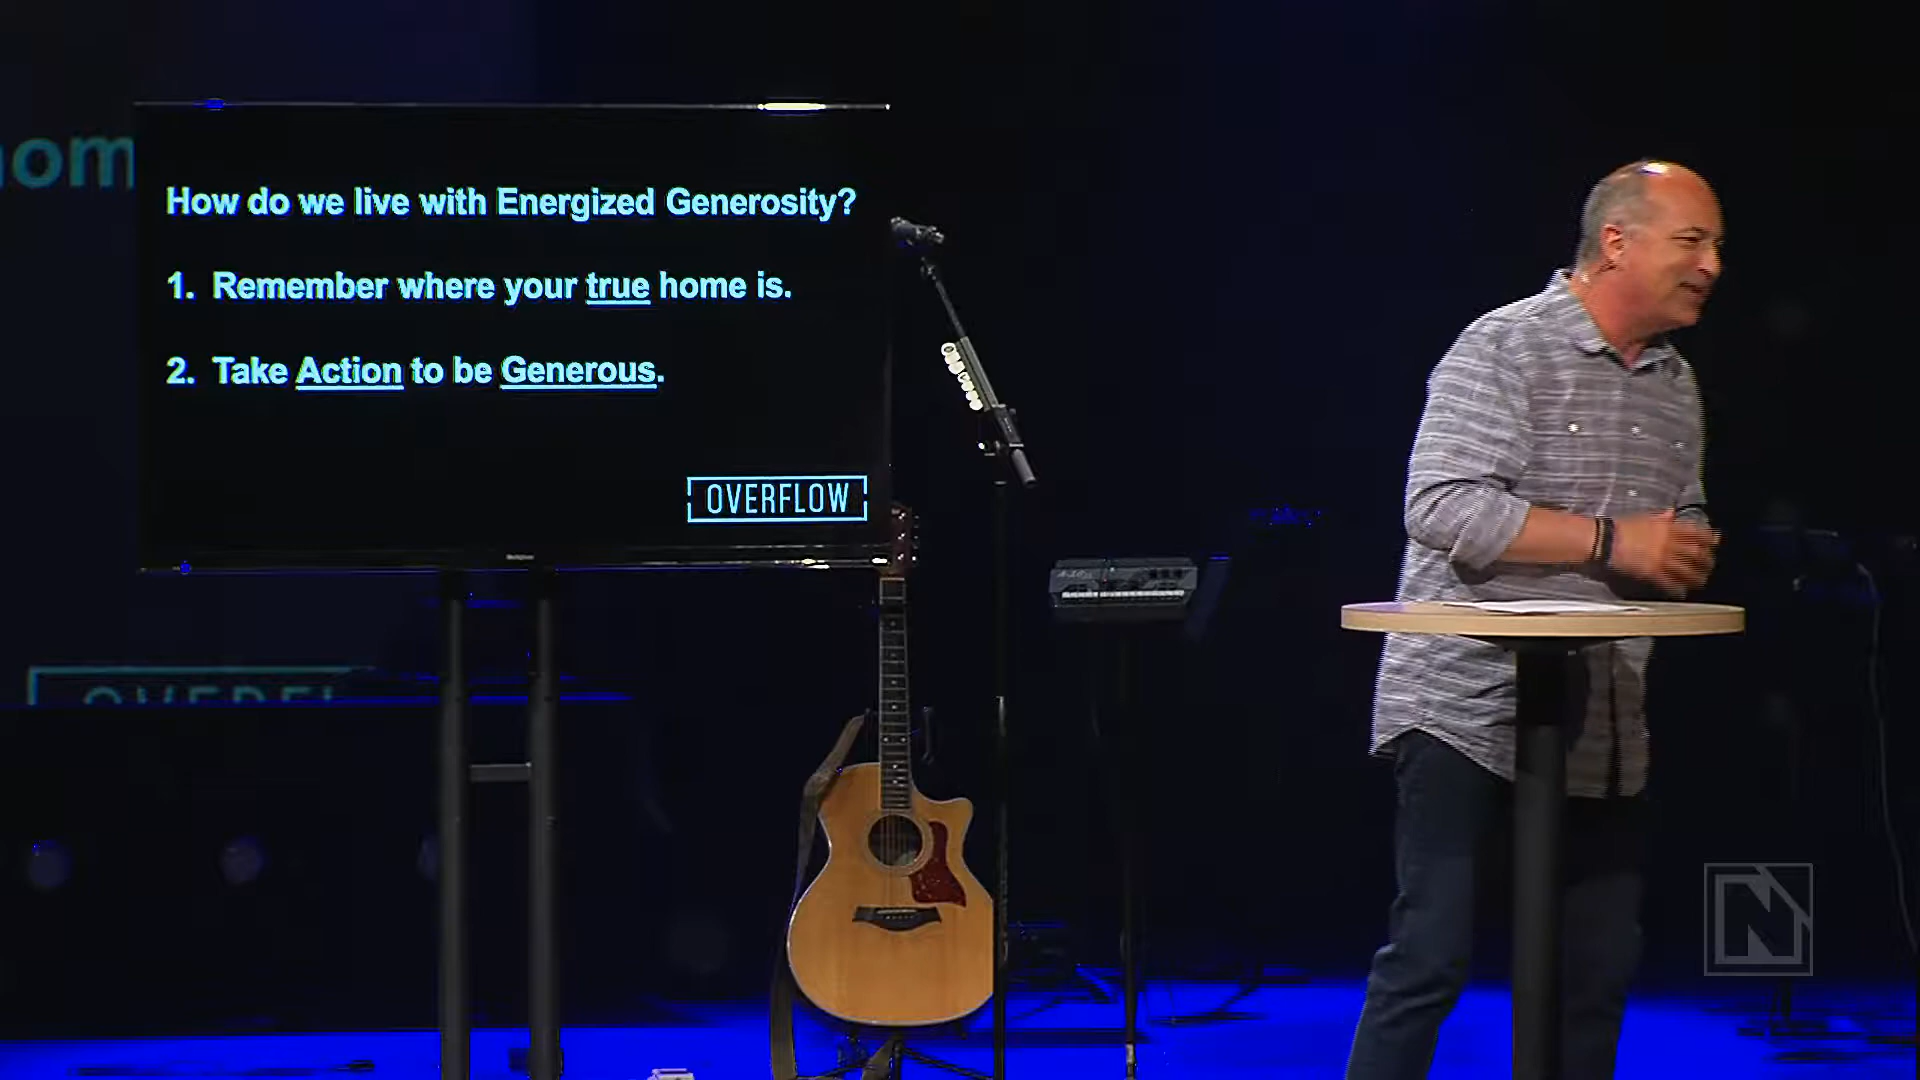 How do we live with Energized Generosity?
1. Remember where your true home is.
2. Take Action to be Generous.
OVERFLOW